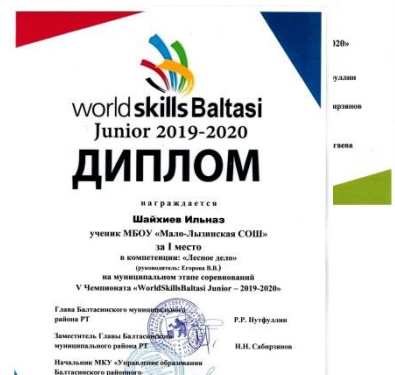 world skills Baltasi
Junior 2019-2020
ДИПЛОМ
награждается
Шайхиев Ильназ
ученик МБОУ «Мало-Лызинская СОШ»
за I место
в компетенции: «Лесное дело»
(руководитель: Егорова В.В.)
на муниципальном этапе соревнований
V Чемпионата «WorldSkillsBaltasi Junior – 2019-2020»
Глава Балтасинского муниципального
района РТ Р.Р. Нутфуллин
Заместитель Главы Балтасинского
муниципального района РТ Н.Н. Сабирзянов
Начальник МКУ «Управление образования
Балтасинского районного